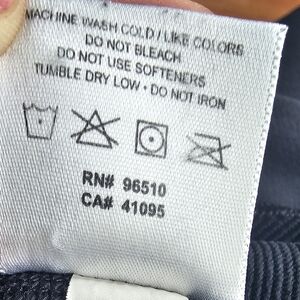 MACHINE WASH COLD / LIKE COLORS
DO NOT BLEACH
DO NOT USE SOFTENERS
TUMBLE DRY LOW • DO NOT IRON
RN# 96510
CA# 41095